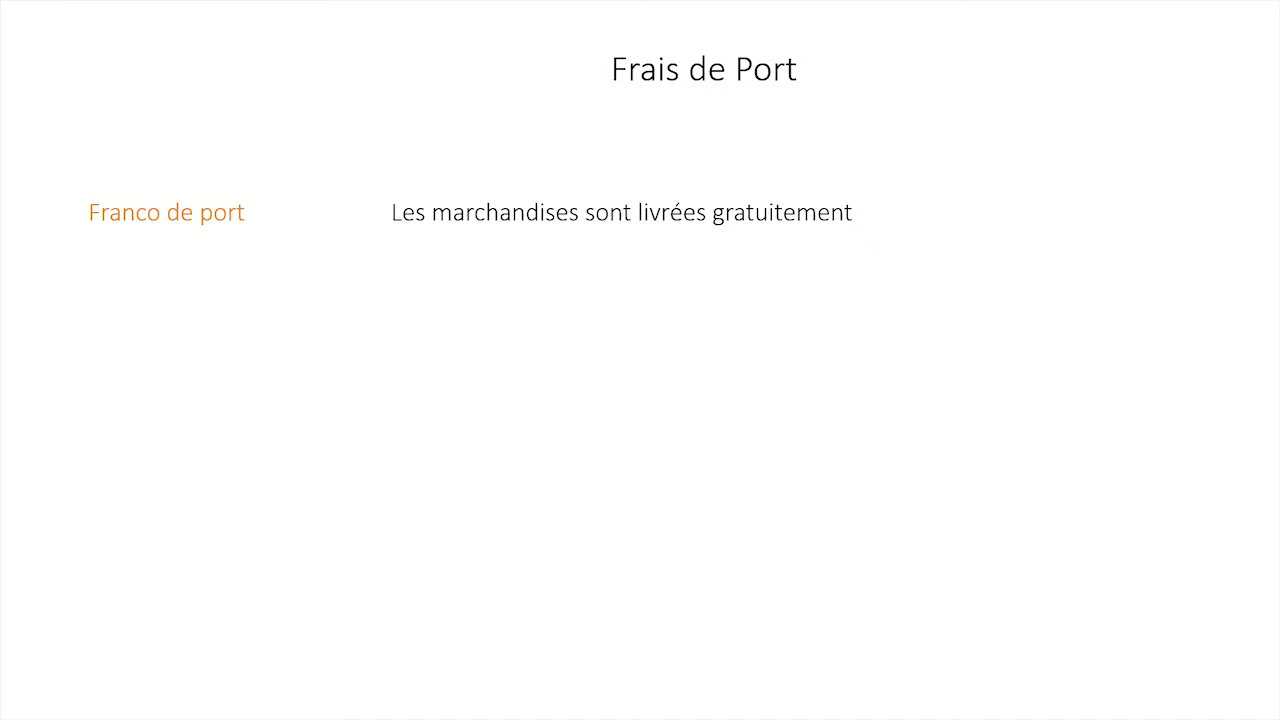 Frais de Port
Franco de port Les marchandises sont livrées gratuitement